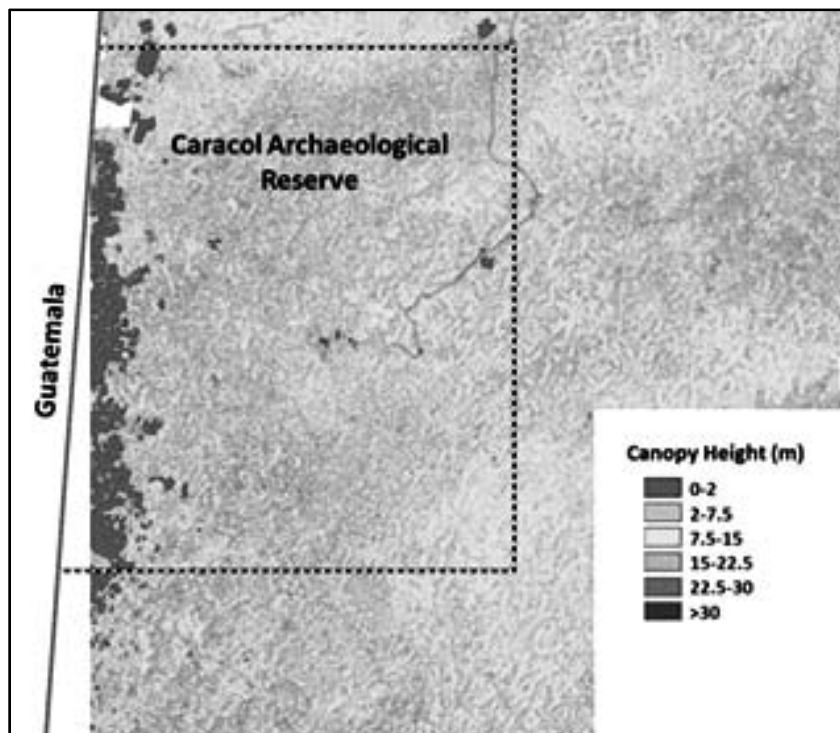 Caracol Archaeological
Reserve
Guatemala
Canopy Height (m)
0-2
2-7.5
7.5-15
15-22.5
22.5-30
>30